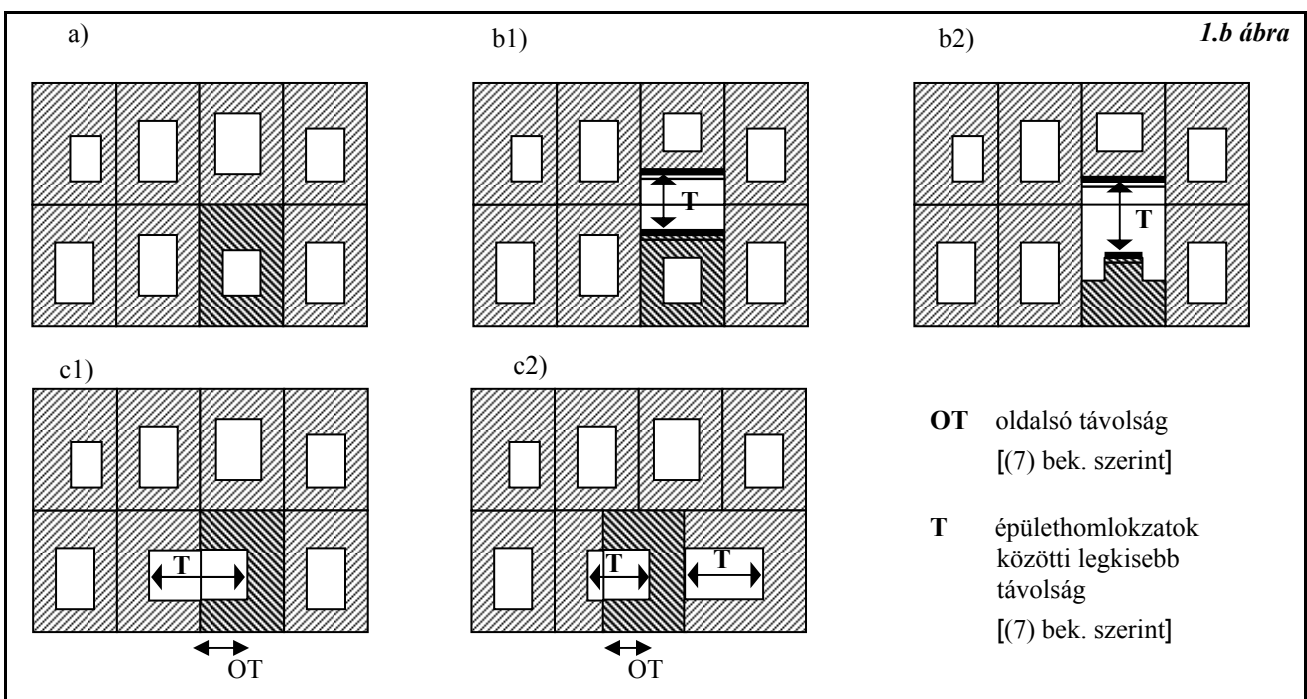 a)
b1)
b2)
1.b ábra
T
T
c1)
c2)
T
T
T
OT
OT
OT oldalsó távolság
[(7) bek. szerint]
T épülethomlokzatok
közötti legkisebb
távolság
[(7) bek. szerint]